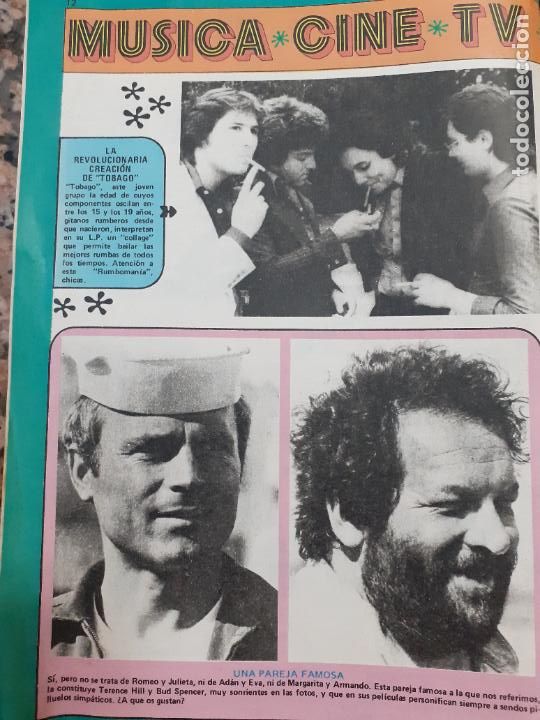 12
MUSICA * CINE * TV
LA
REVOLUCIONARIA
CREACIÓN
DE "TOBAGO"
"Tobago", este joven
grupo la edad de cuyos
componentes oscilan en-
tre los 15 y los 19 años,
gitanos rumberos desde
que nacieron, interpretan
en su L.P. un "collage"
que permite bailar las
mejores rumbas de todos
los tiempos. Atención a
esta "Rumbomanía",
chicos.
UNA PAREJA FAMOSA
Sí, pero no se trata de Romeo y Julieta, ni de Adán y Eva, ni de Margarita y Armando. Esta pareja famosa a la que nos referimos,
la constituye Terence Hill y Bud Spencer, muy sonrientes en las fotos, y que en sus películas personifican siempre a sendos pi-
lluelos simpáticos. ¿A que os gustan?
todocoleccion.net